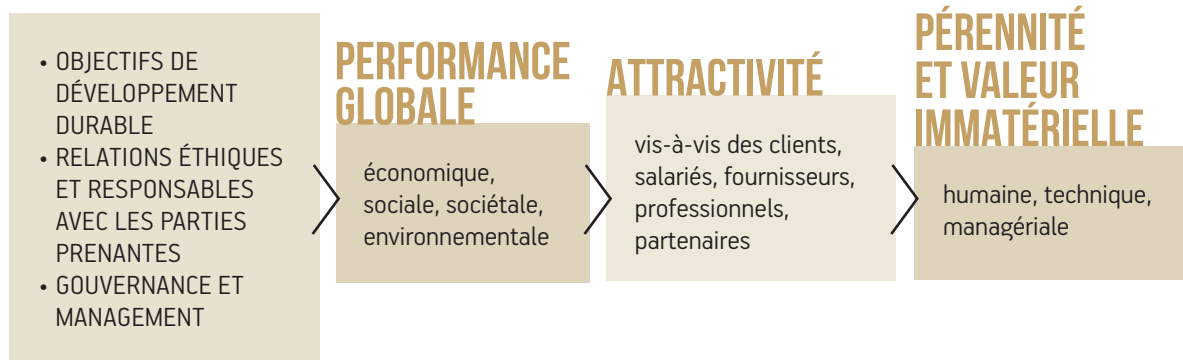 • OBJECTIFS DE
DÉVELOPPEMENT
DURABLE
• RELATIONS ÉTHIQUES
ET RESPONSABLES
AVEC LES PARTIES
PRENANTES
• GOUVERNANCE ET
MANAGEMENT
PERFORMANCE
GLOBALE
économique,
sociale, sociétale,
environnementale
ATTRACTIVITÉ
vis-à-vis des clients,
salariés, fournisseurs,
professionnels,
partenaires
PÉRENNITÉ
ET VALEUR
IMMATÉRIELLE
humaine, technique,
managériale